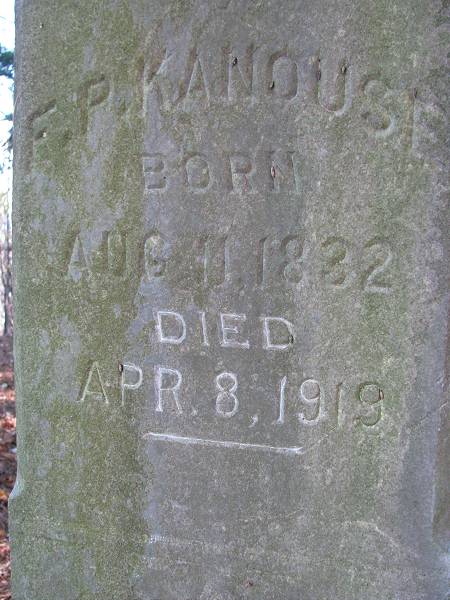 F. P. KANOUSE
BORN
AUG 11, 1832
DIED
APR. 8, 1919